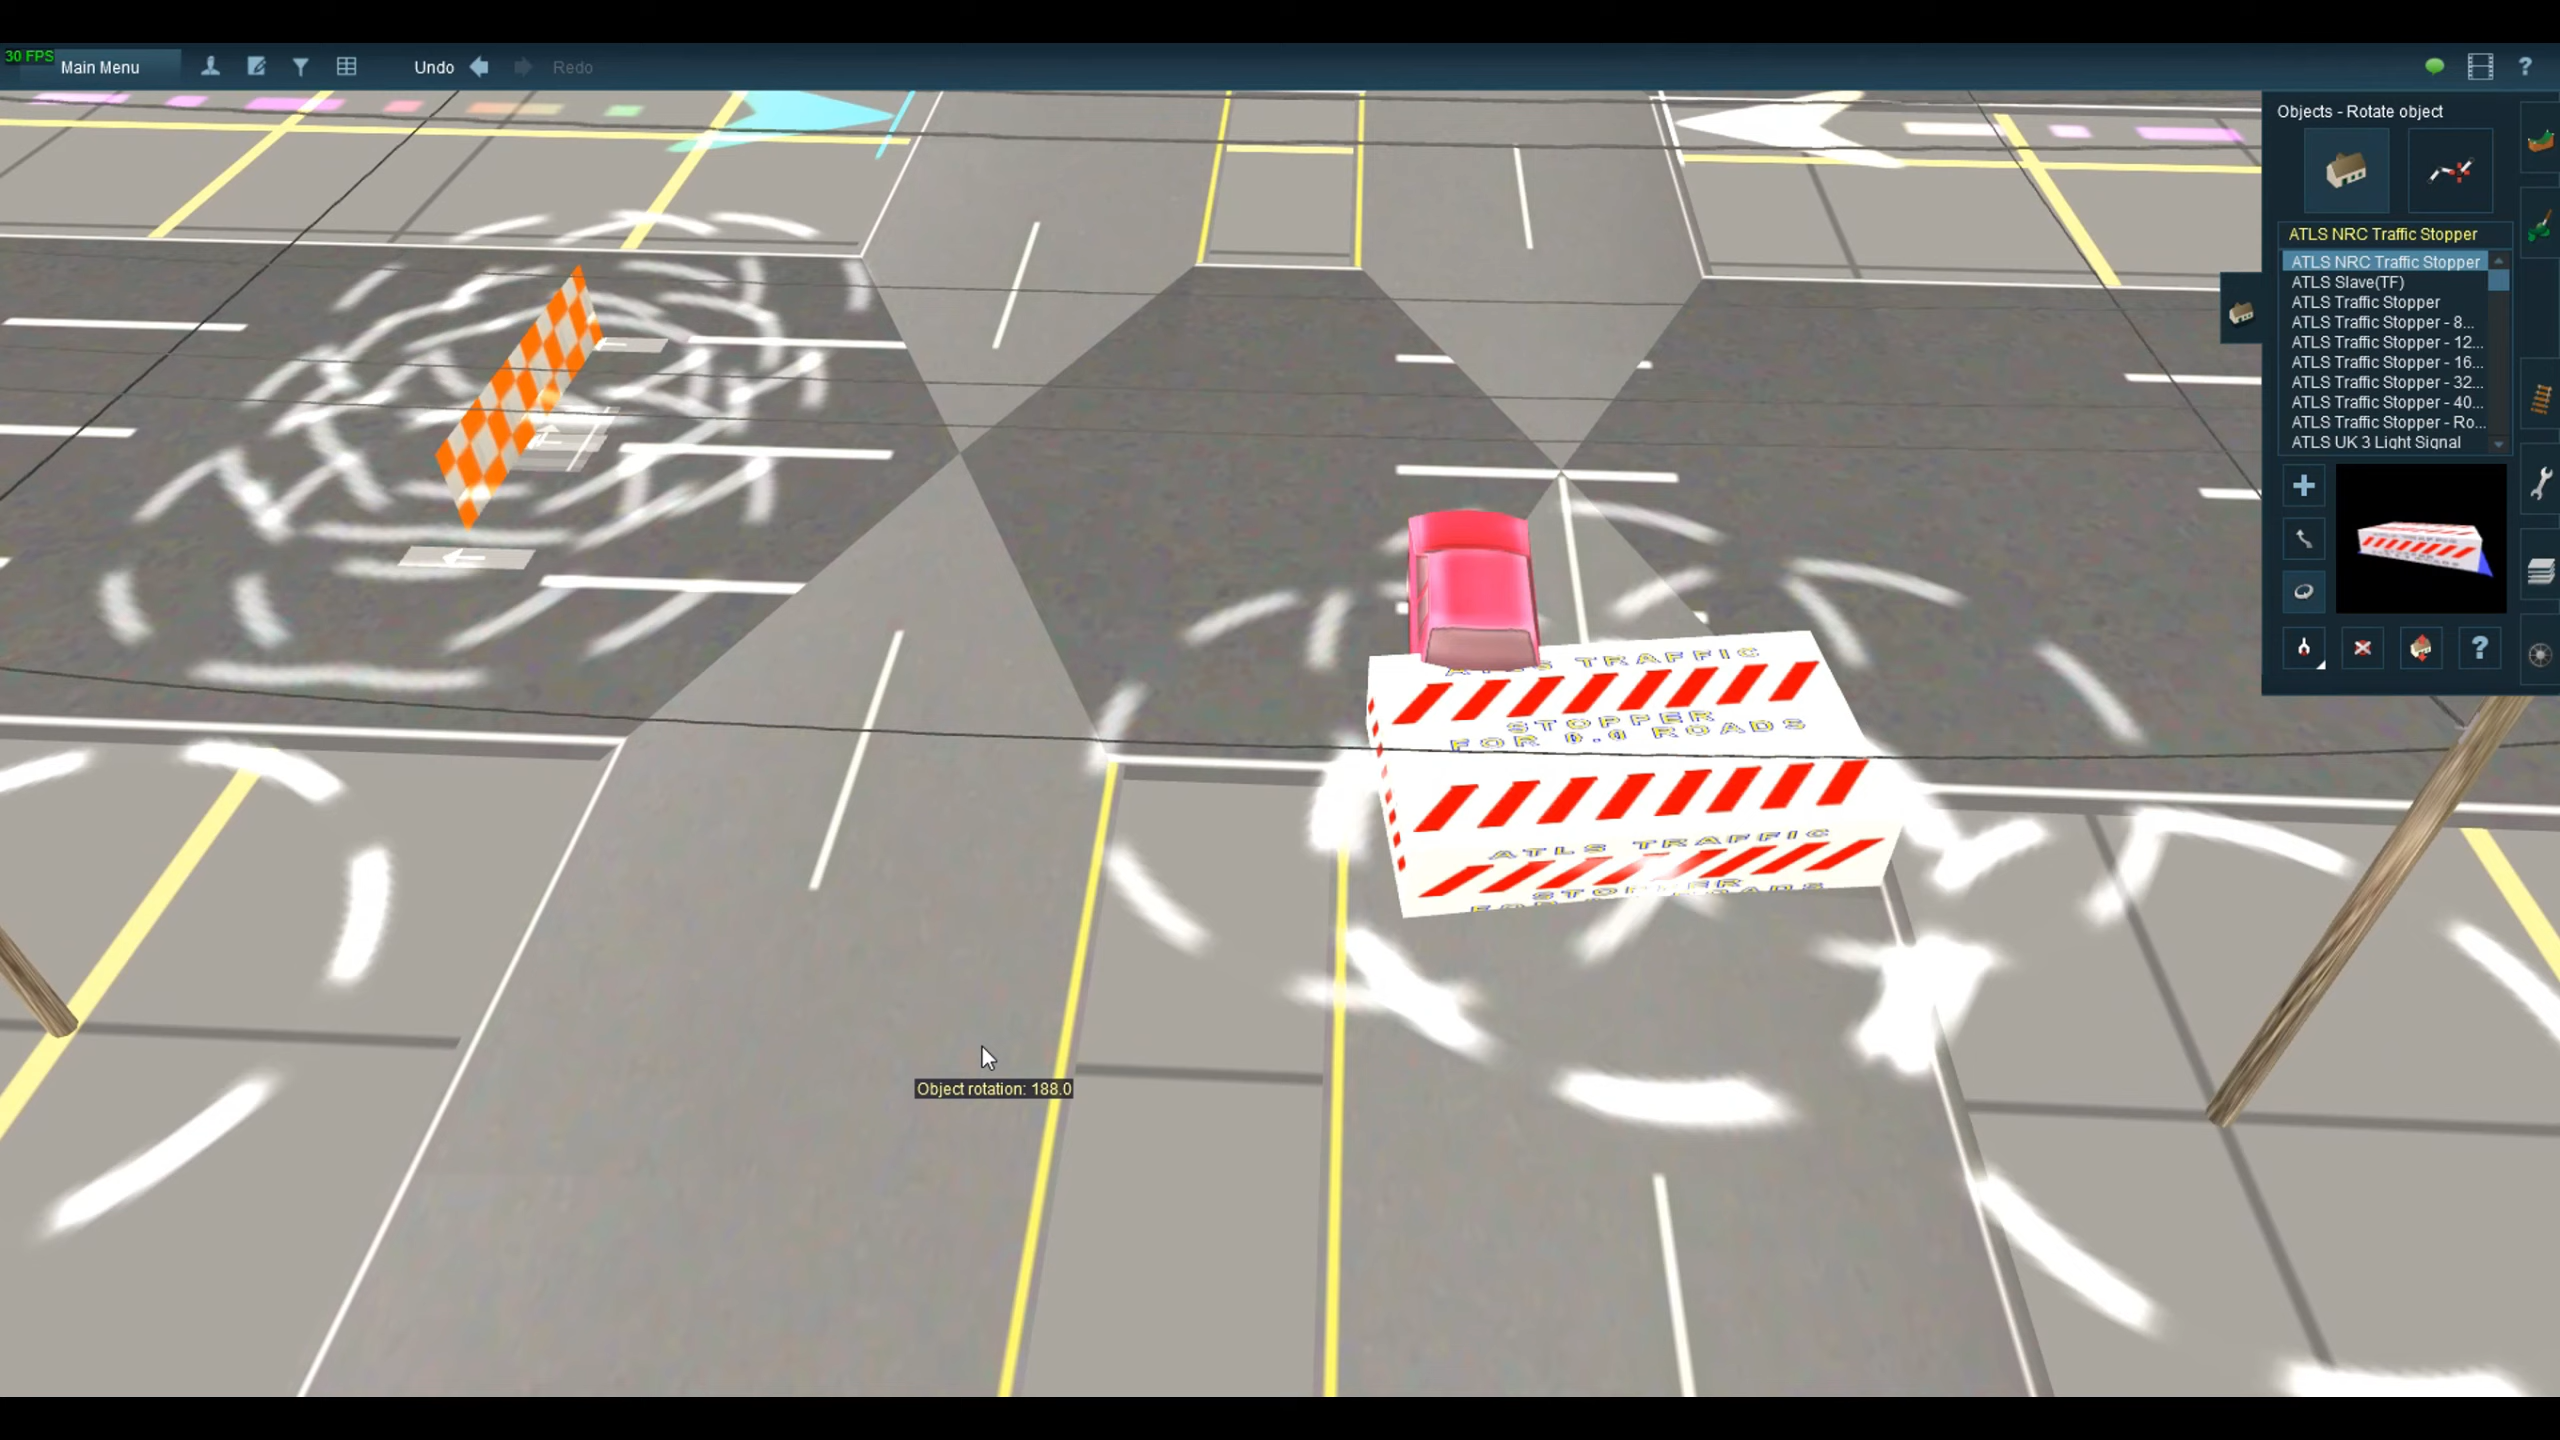 30 FPS
Main Menu
Undo
Redo
?
Objects - Rotate object
ATLS NRC Traffic Stopper
ATLS NRC Traffic Stopper
ATLS Slave(TF)
ATLS Traffic Stopper
ATLS Traffic Stopper - 8...
ATLS Traffic Stopper - 12...
ATLS Traffic Stopper - 16...
ATLS Traffic Stopper - 32...
ATLS Traffic Stopper - 40...
ATLS Traffic Stopper - Ro...
ATLS UK 3 Light Signal
?
TRAFFIC
STOPPER
FOR ROADS
ATLS TRAFFIC
STOPPER
Object rotation: 188.0